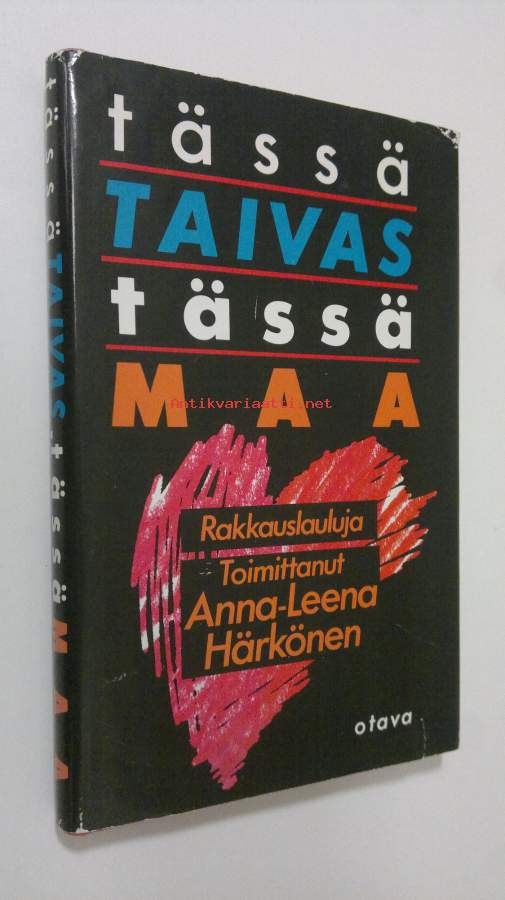 tässä TAIVAS tässä MAA
tässä
TAIVAS
tässä
MAA
Antikvariaatti.net
Rakkauslauluja
Toimittanut
Anna-Leena
Härkönen
otava